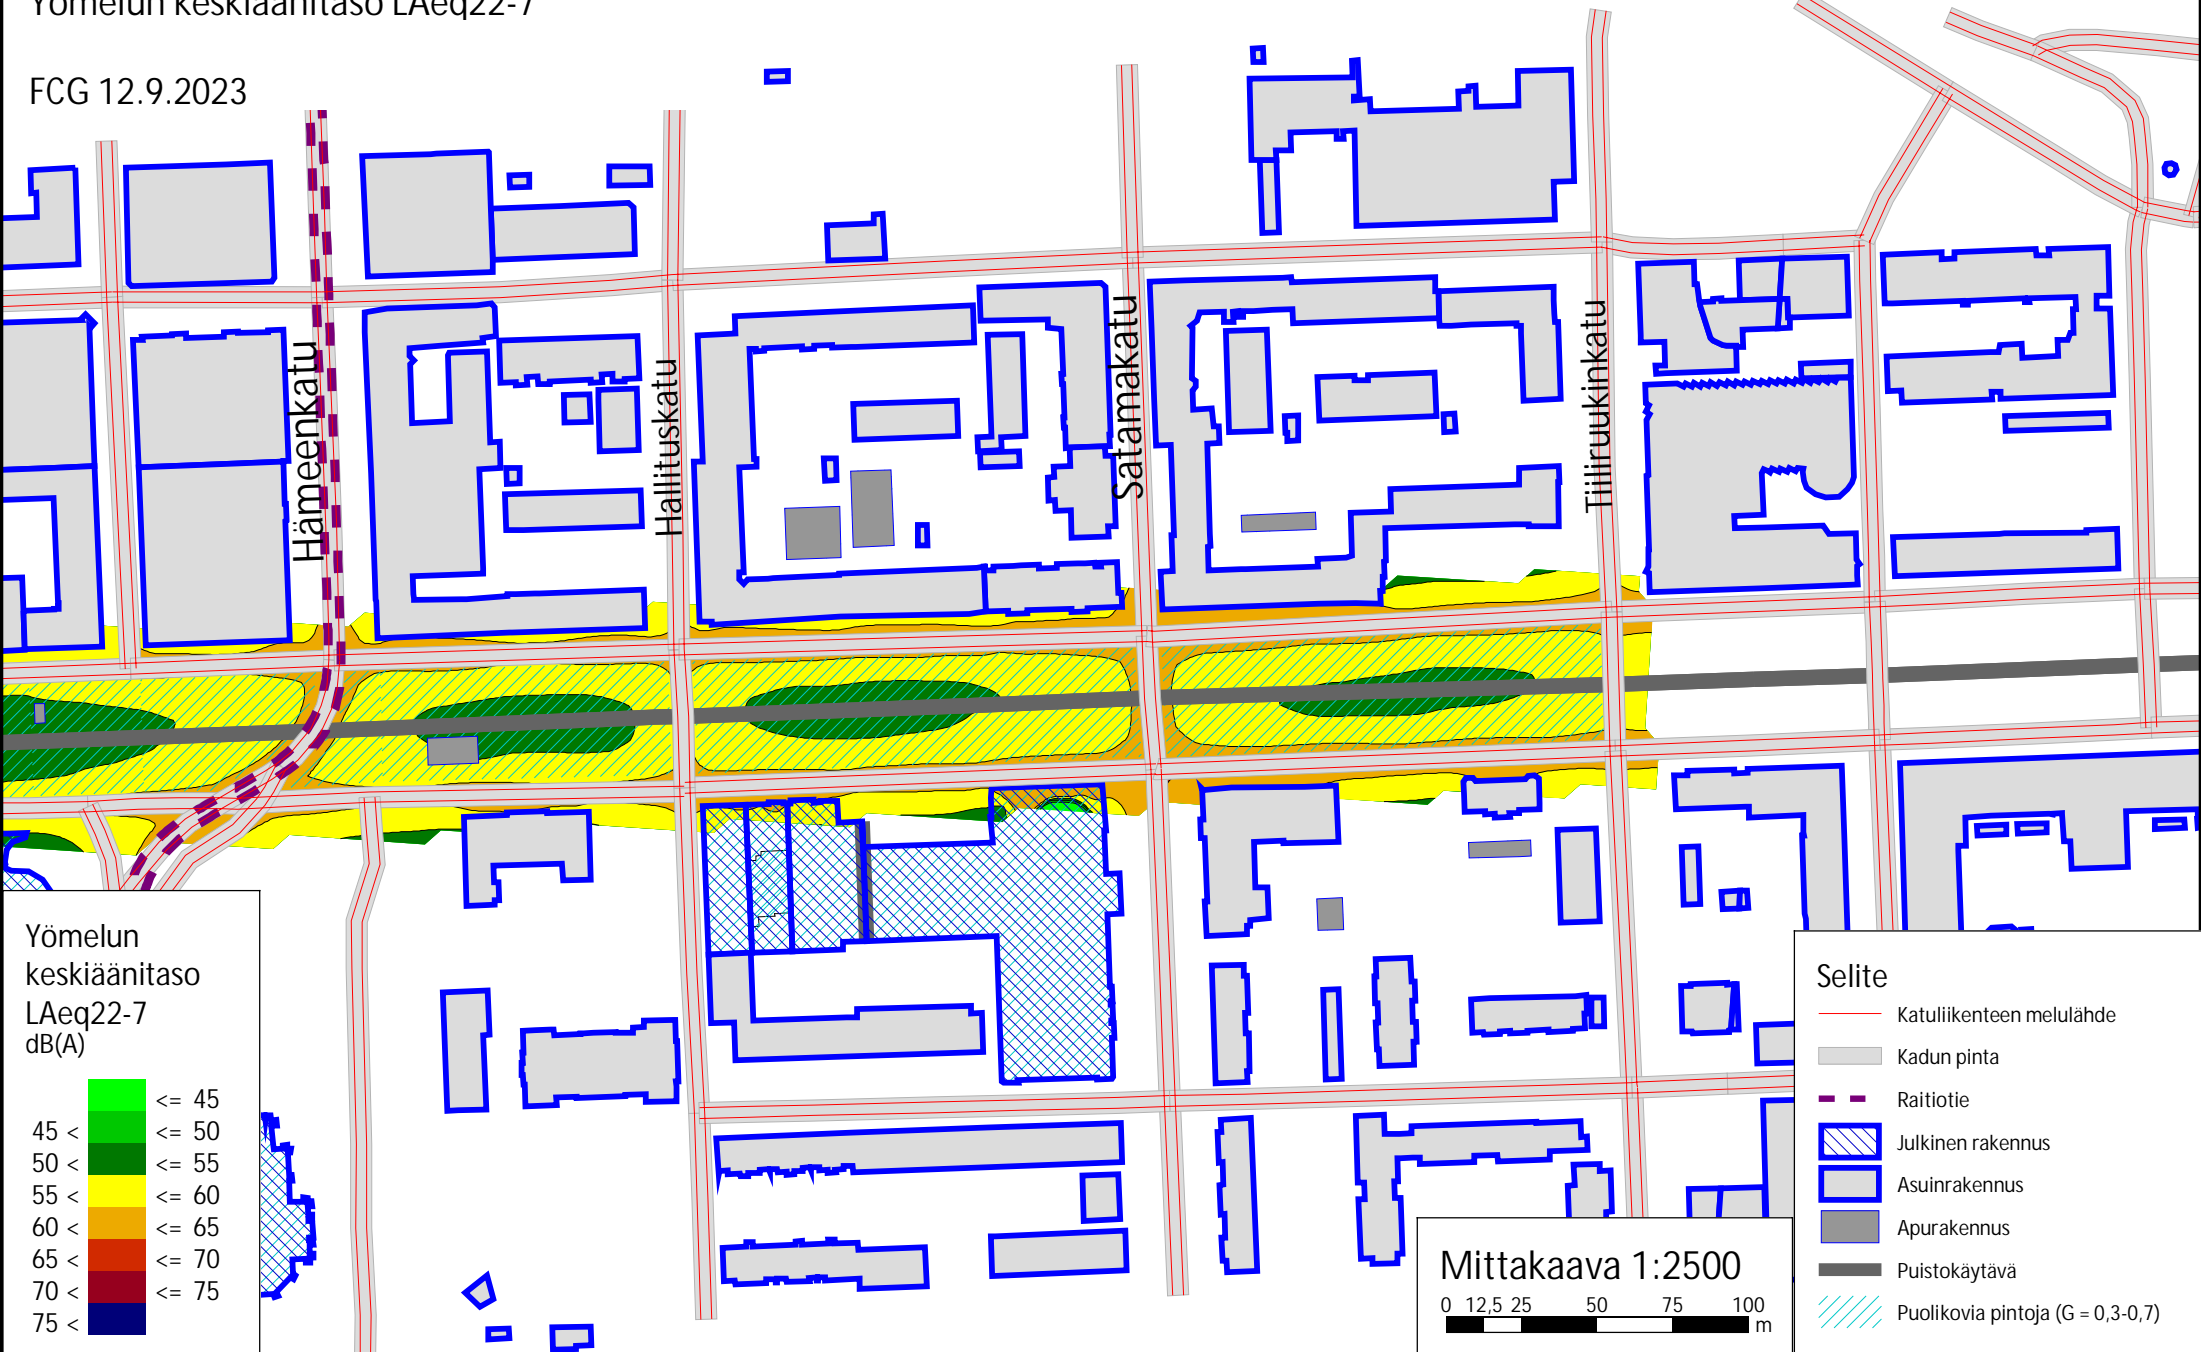 Yömelun keskiäänitaso LAeq22-7
FCG 12.9.2023
Hämeenkatu
Hallituskatu
Satamakatu
Tiiliruukinkatu
Yömelun
keskiäänitaso
LAeq22-7
dB(A)
<= 45
45 < <= 50
50 < <= 55
55 < <= 60
60 < <= 65
65 < <= 70
70 < <= 75
75 <
Mittakaava 1:2500
0 12,5 25 50 75 100
m
Selite
Katuliikenteen melulähde
Kadun pinta
Raitiotie
Julkinen rakennus
Asuinrakennus
Apurakennus
Puistokäytävä
Puolikovia pintoja (G = 0,3-0,7)